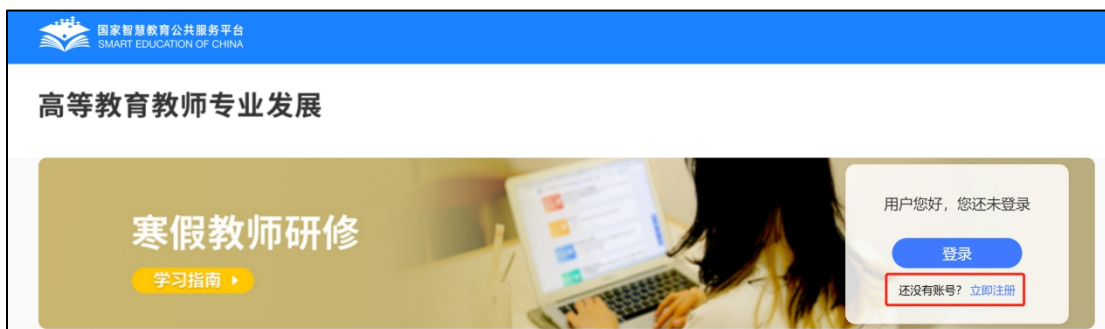 国家智慧教育公共服务平台
SMART EDUCATION OF CHINA
高等教育教师专业发展
寒假教师研修
学习指南
用户您好，您还未登录
登录
还没有账号？ 立即注册